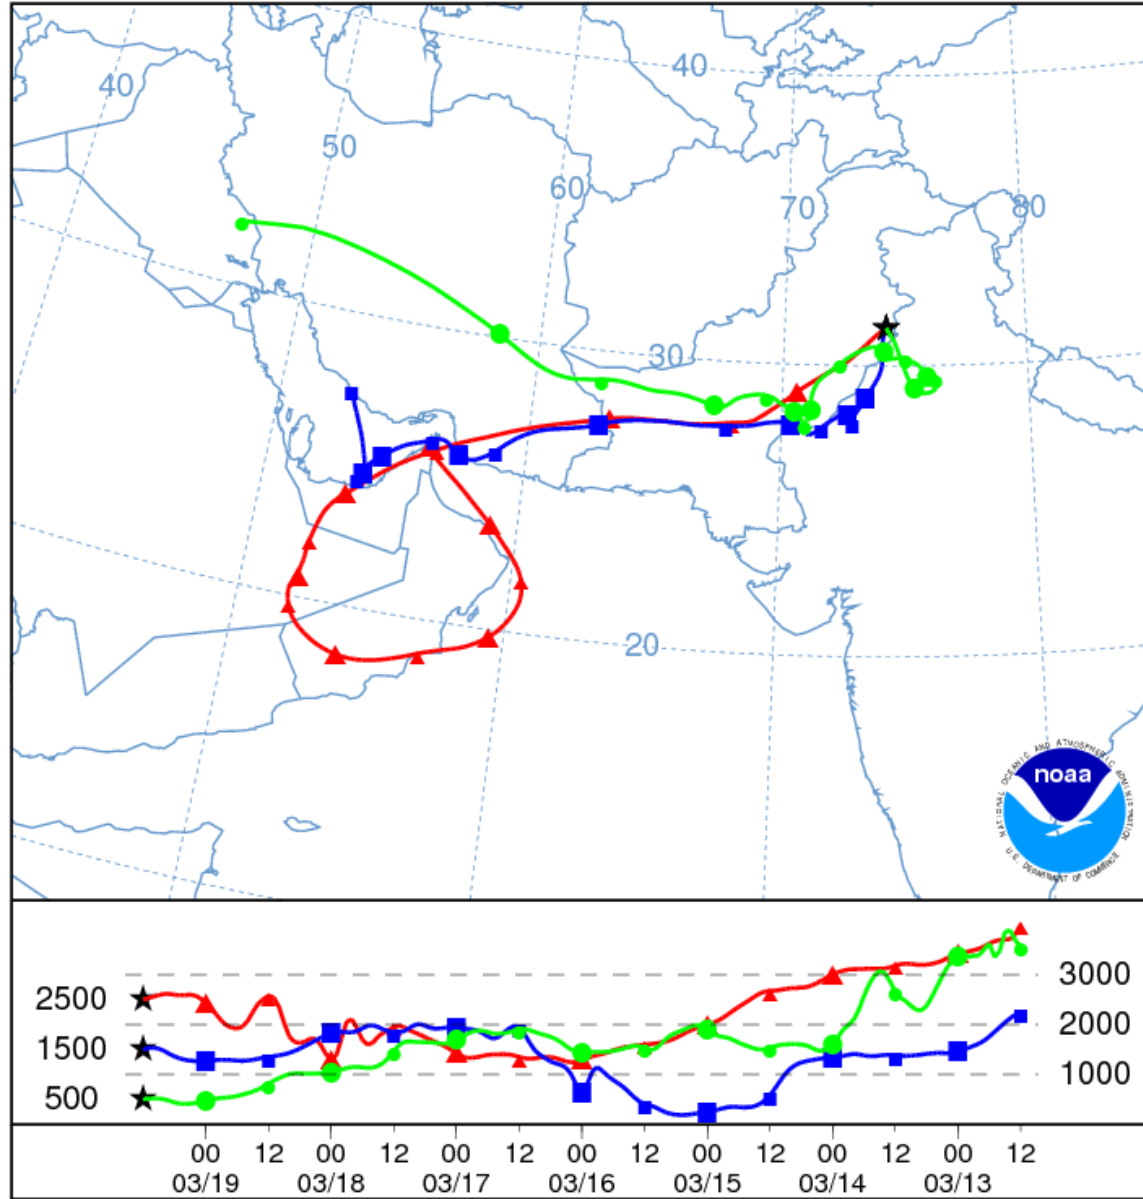 40
40
50
60
70
80
30
20
NATIONAL OCEANIC AND ATMOSPHERIC ADMINISTRATION
noaa
U.S. DEPARTMENT OF COMMERCE
2500
1500
500
3000
2000
1000
00 12 00 12 00 12 00 12 00 12 00 12 00 12
03/19 03/18 03/17 03/16 03/15 03/14 03/13